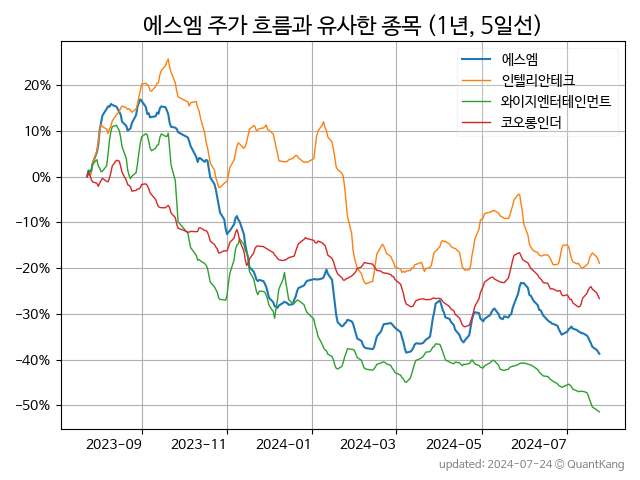 에스엠 주가 흐름과 유사한 종목 (1년, 5일선)
에스엠
인텔리안테크
와이지엔터테인먼트
코오롱인더
20%
10%
0%
−10%
−20%
−30%
−40%
−50%
2023-09
2023-11
2024-01
2024-03
2024-05
2024-07
updated: 2024-07-24 © QuantKang